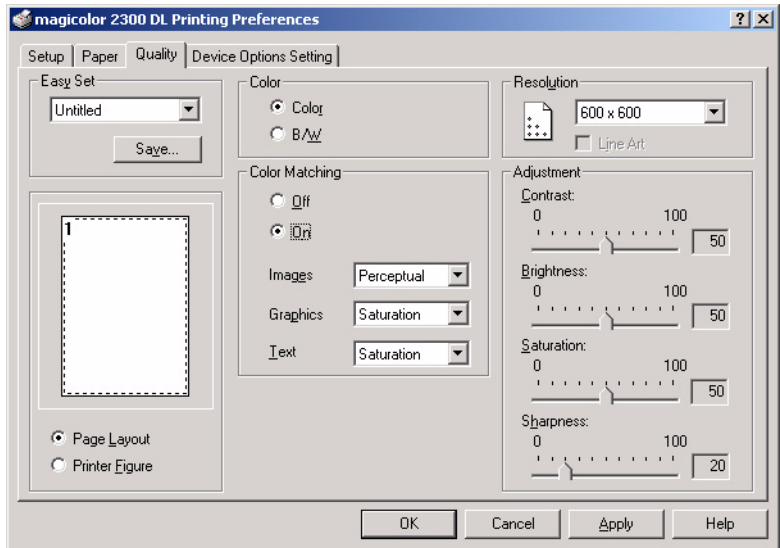 magicolor 2300 DL Printing Preferences
Setup
Paper
Quality
Device Options Setting
Easy Set
Untitled
Save...
1
Page Layout
Printer Figure
Color
Color
B/W
Color Matching
Off
On
Images
Perceptual
Graphics
Saturation
Text
Saturation
Resolution
600 x 600
Line Art
Adjustment
Contrast:
0 100
50
Brightness:
0 100
50
Saturation:
0 100
50
Sharpness:
0 100
20
OK
Cancel
Apply
Help